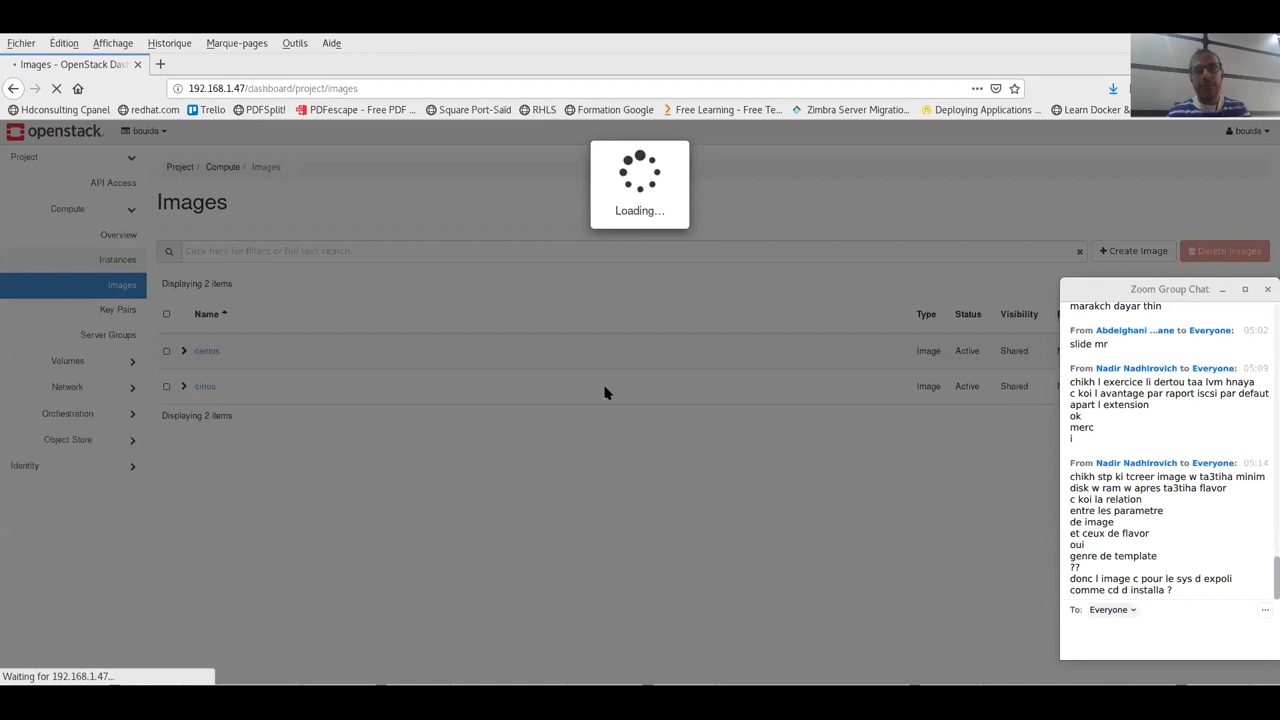 Fichier Édition Affichage Historique Marque-pages Outils Aide
Images - OpenStack Das
192.168.1.47/dashboard/project/images
Hdconsulting Cpanel redhat.com Trello PDFSplit! PDFescape - Free PDF ... Square Port-Saïd RHLS Formation Google Free Learning - Free Te... Zimbra Server Migratio... Deploying Applications ... Learn Docker &
openstack. bouida bouida
Project
API Access
Compute
Overview
Instances
Images
Key Pairs
Server Groups
Volumes
Network
Orchestration
Object Store
Identity
Project / Compute / Images
Images
Loading...
Click here for filters or full text search.
+ Create Image
Delete Images
Displaying 2 items
Name Type Status Visibility
centos Image Active Shared
cirros Image Active Shared
Displaying 2 items
Zoom Group Chat
marakch dayar thin
From Abdelghani ...ane to Everyone: 05:02
slide mr
From Nadir Nadhirovich to Everyone: 05:09
chikh l exercice li dertou taa lvm hnaya
c koi l avantage par raport iscsi par defaut
apart l extension
ok
merc
i
From Nadir Nadhirovich to Everyone: 05:14
chikh stp ki tcreer image w ta3tiha minim
disk w ram w apres ta3tiha flavor
c koi la relation
entre les parametre
de image
et ceux de flavor
oui
genre de template
??
donc l image c pour le sys d expoli
comme cd d installa ?
To: Everyone
Waiting for 192.168.1.47...